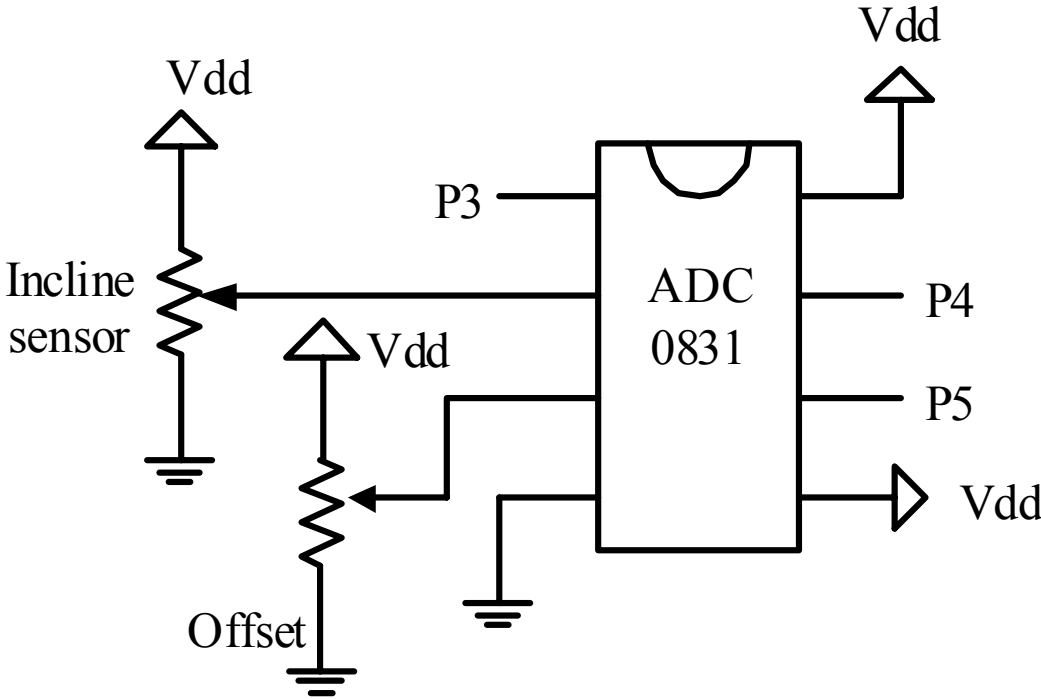 Vdd
Vdd
P3
Incline
sensor
ADC
0831
P4
Vdd
P5
Vdd
Offset